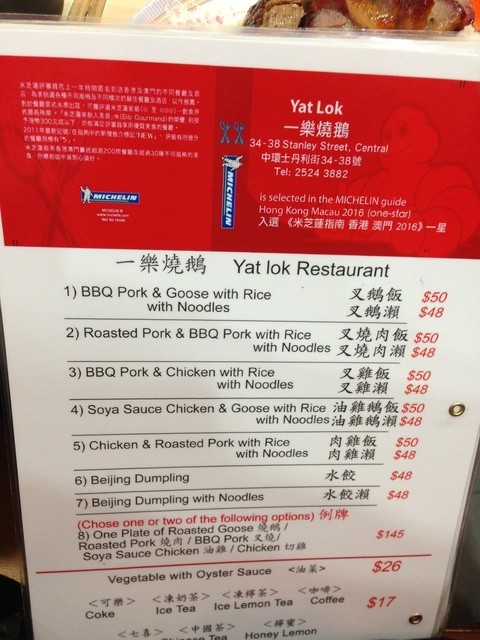 Yat Lok
一樂燒鵝
34-38 Stanley Street, Central
中環士丹利街34-38號
Tel: 2524 3882
is selected in the MICHELIN guide
Hong Kong Macau 2016 (one-star)
入選 《米芝蓮指南 香港 澳門 2016》一星
MICHELIN
MICHELIN
MICHELIN ®
www.michelin.com
Not for resale
一樂燒鵝 Yat lok Restaurant
1) BBQ Pork & Goose with Rice 叉鵝飯 $50
with Noodles 叉鵝瀨 $48
2) Roasted Pork & BBQ Pork with Rice 叉燒肉飯 $50
with Noodles 叉燒肉瀨 $48
3) BBQ Pork & Chicken with Rice 叉雞飯 $50
with Noodles 叉雞瀨 $48
4) Soya Sauce Chicken & Goose with Rice 油雞鵝飯 $50
with Noodles 油雞鵝瀨 $48
5) Chicken & Roasted Pork with Rice 肉雞飯 $50
with Noodles 肉雞瀨 $48
6) Beijing Dumpling 水餃 $48
7) Beijing Dumpling with Noodles 水餃瀨 $48
(Chose one or two of the following options) 例牌
8) One Plate of Roasted Goose 燒鵝 /
Roasted Pork 燒肉 / BBQ Pork 叉燒 / $145
Soya Sauce Chicken 油雞 / Chicken 切雞
Vegetable with Oyster Sauce <油菜> $26
<可樂> <凍奶茶> <凍檸茶> <咖啡>
Coke Ice Tea Ice Lemon Tea Coffee $17
<七喜> <中國茶> <檸蜜>
Chinese Tea Honey Lemon